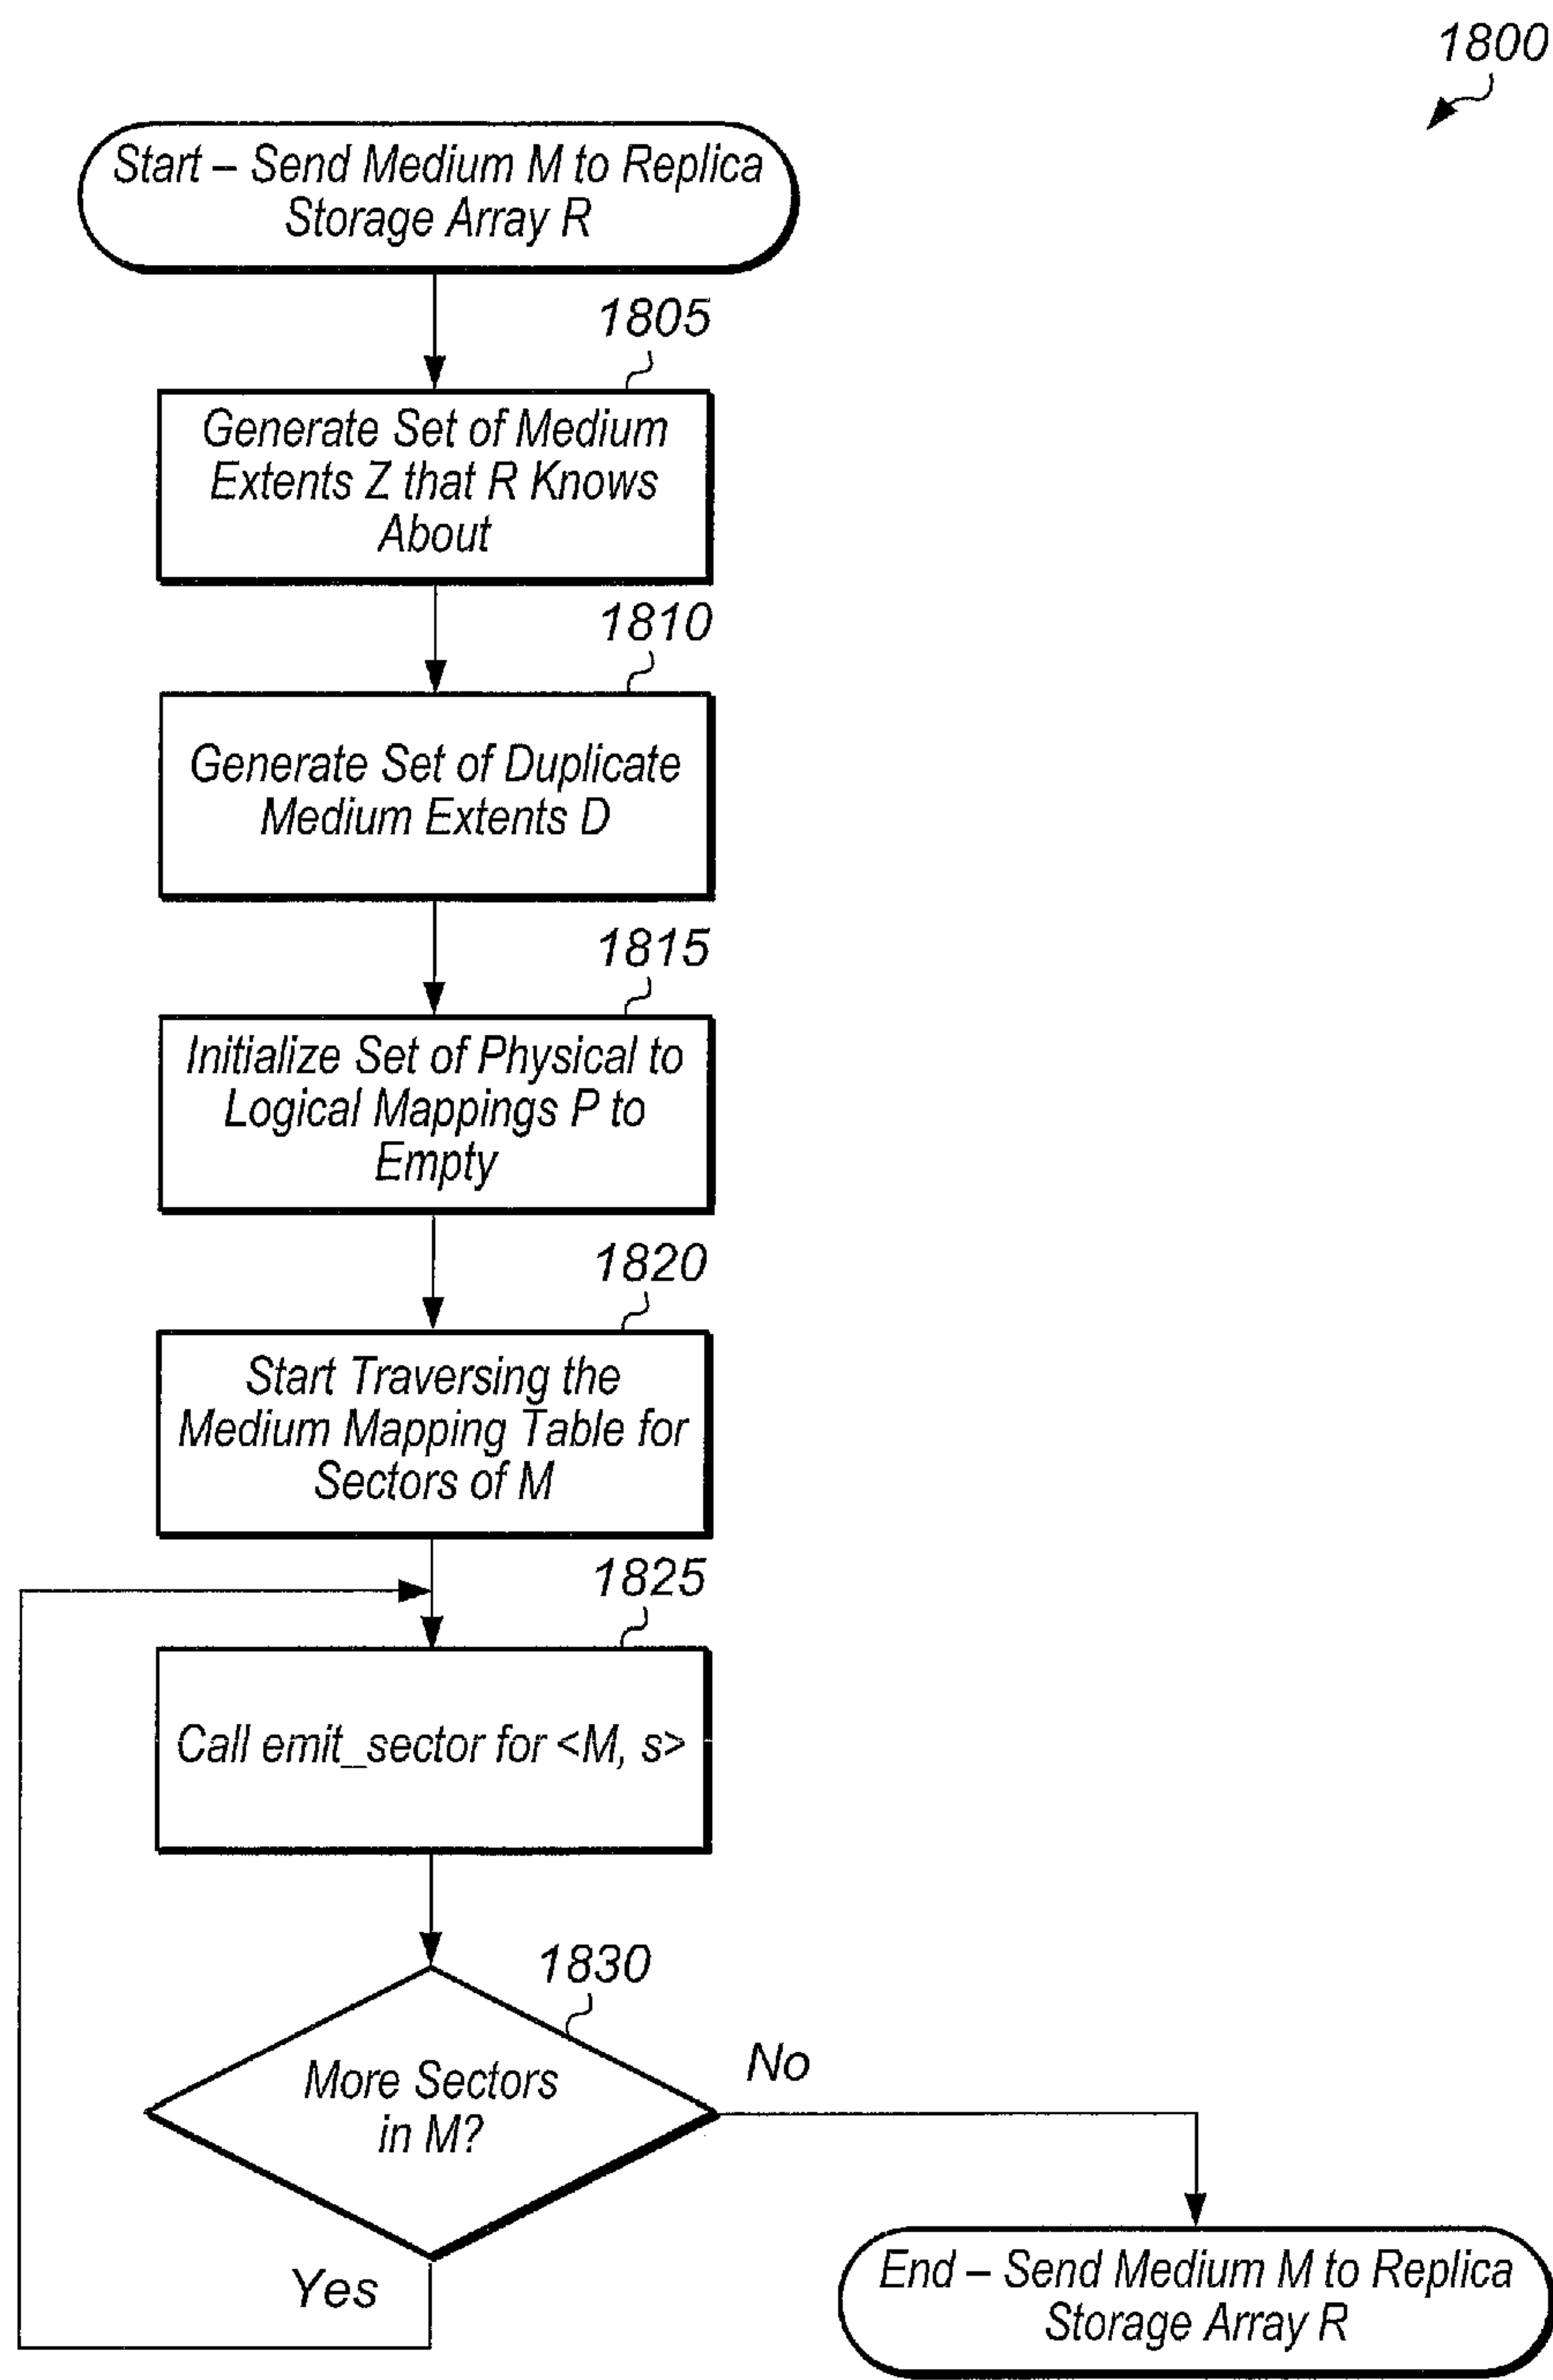 1800
Start – Send Medium M to Replica
Storage Array R
1805
Generate Set of Medium
Extents Z that R Knows
About
1810
Generate Set of Duplicate
Medium Extents D
1815
Initialize Set of Physical to
Logical Mappings P to
Empty
1820
Start Traversing the
Medium Mapping Table for
Sectors of M
1825
Call emit_sector for <M, s>
1830
More Sectors
in M?
No
Yes
End – Send Medium M to Replica
Storage Array R